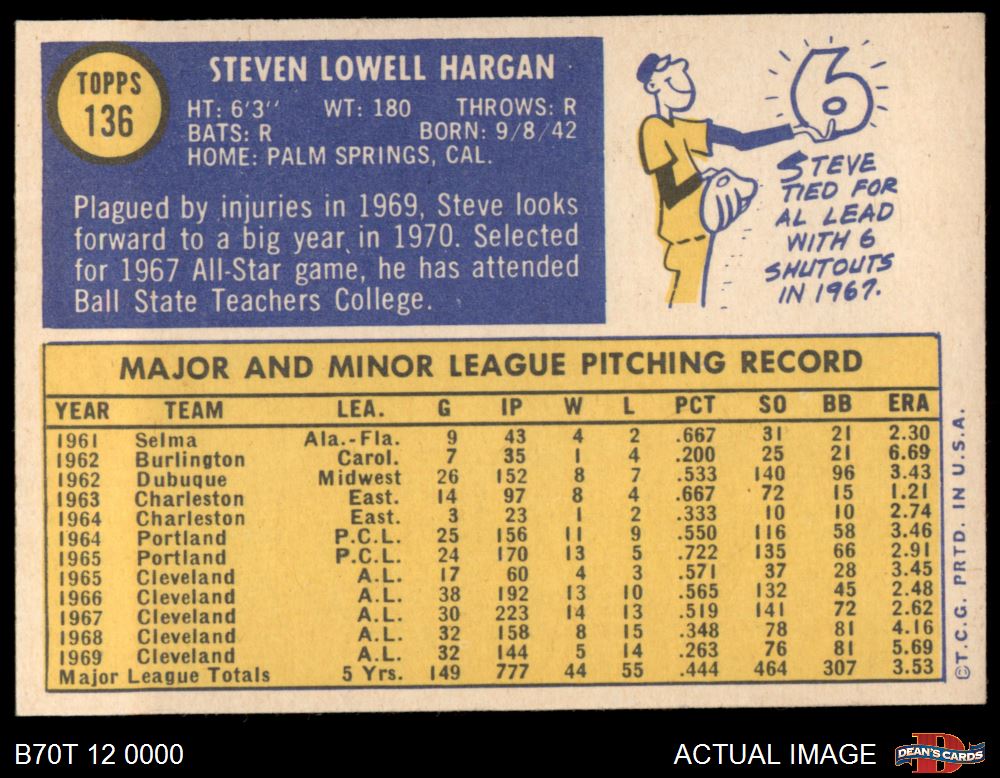 TOPPS
136
STEVEN LOWELL HARGAN
HT: 6'3'' WT: 180 THROWS: R
BATS: R BORN: 9/8/42
HOME: PALM SPRINGS, CAL.
Plagued by injuries in 1969, Steve looks
forward to a big year in 1970. Selected
for 1967 All-Star game, he has attended
Ball State Teachers College.
6
STEVE
TIED FOR
AL LEAD
WITH 6
SHUTOUTS
IN 1967.
MAJOR AND MINOR LEAGUE PITCHING RECORD
YEAR TEAM LEA. G IP W L PCT SO BB ERA
1961 Selma Ala.-Fla. 9 43 4 2 .667 31 21 2.30
1962 Burlington Carol. 7 35 1 4 .200 25 21 6.69
1962 Dubuque Midwest 26 152 8 7 .533 140 96 3.43
1963 Charleston East. 14 97 8 4 .667 72 15 1.21
1964 Charleston East. 3 23 1 2 .333 10 10 2.74
1964 Portland P.C.L. 25 156 11 9 .550 116 58 3.46
1965 Portland P.C.L. 24 170 13 5 .722 135 66 2.91
1965 Cleveland A.L. 17 60 4 3 .571 37 28 3.45
1966 Cleveland A.L. 38 192 13 10 .565 132 45 2.48
1967 Cleveland A.L. 30 223 14 13 .519 141 72 2.62
1968 Cleveland A.L. 32 158 8 15 .348 78 81 4.16
1969 Cleveland A.L. 32 144 5 14 .263 76 81 5.69
Major League Totals 5 Yrs. 149 777 44 55 .444 464 307 3.53
©T.C.G. PRTD. IN U.S.A.
B70T 12 0000
ACTUAL IMAGE
DEAN'S CARDS